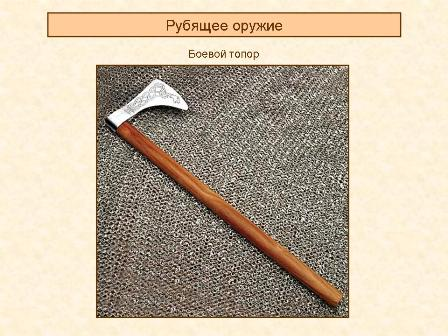 Рубящее оружие
Боевой топор